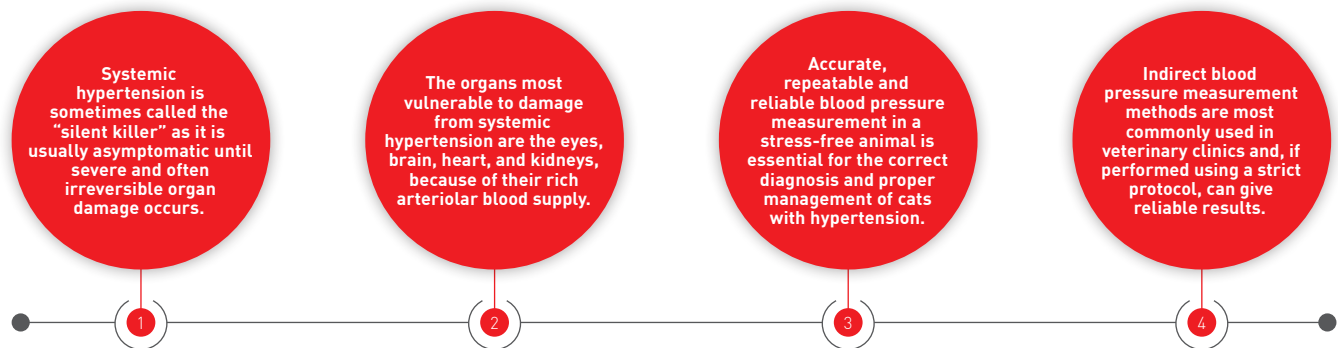 Systemic
hypertension is
sometimes called the
“silent killer” as it is
usually asymptomatic until
severe and often
irreversible organ
damage occurs.
The organs most
vulnerable to damage
from systemic
hypertension are the eyes,
brain, heart, and kidneys,
because of their rich
arteriolar blood supply.
Accurate,
repeatable and
reliable blood pressure
measurement in a
stress-free animal is
essential for the correct
diagnosis and proper
management of cats
with hypertension.
Indirect blood
pressure measurement
methods are most
commonly used in
veterinary clinics and, if
performed using a strict
protocol, can give
reliable results.
1
2
3
4